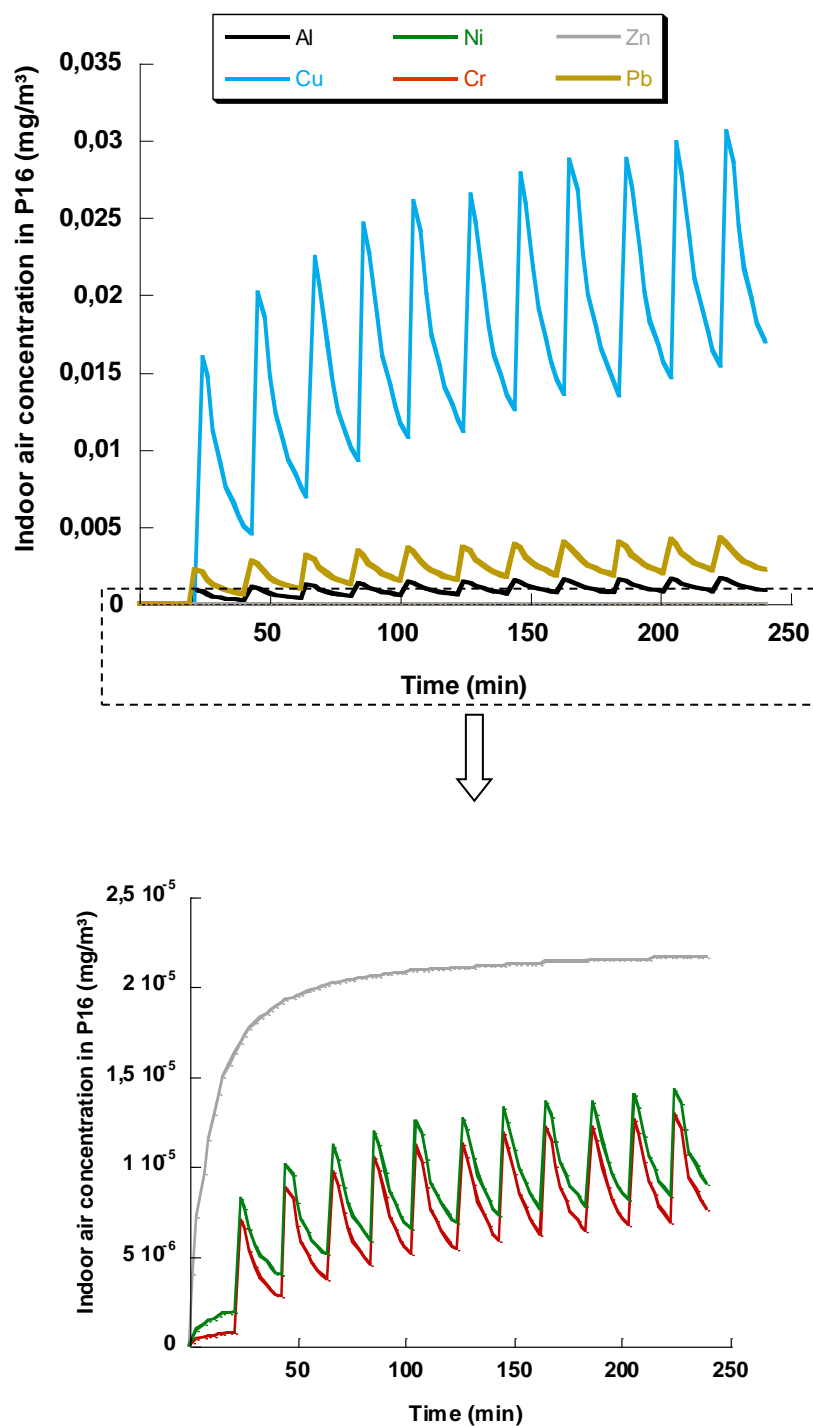 Al Ni Zn
Cu Cr Pb
0,035
0,03
0,025
0,02
0,015
0,01
0,005
0
50 100 150 200 250
Indoor air concentration in P16 (mg/m³)
Time (min)
2,5 10⁻⁵
2 10⁻⁵
1,5 10⁻⁵
1 10⁻⁵
5 10⁻⁶
0
50 100 150 200 250
Indoor air concentration in P16 (mg/m³)
Time (min)